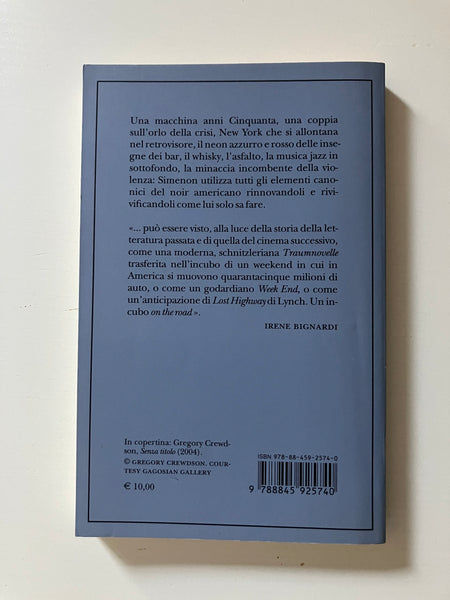 Una macchina anni Cinquanta, una coppia
sull'orlo della crisi, New York che si allontana
nel retrovisore, il neon azzurro e rosso delle inse-
gne dei bar, il whisky, l'asfalto, la musica jazz in
sottofondo, la minaccia incombente della vio-
lenza: Simenon utilizza tutti gli elementi cano-
nici del noir americano rinnovandoli e rivi-
vificandoli come lui solo sa fare.
«... può essere visto, alla luce della storia della let-
teratura passata e di quella del cinema successivo,
come una moderna, schnitzleriana Traumnovelle
trasferita nell'incubo di un weekend in cui in
America si muovono quarantacinque milioni di
auto, o come un godardiano Week End, o come
un'anticipazione di Lost Highway di Lynch. Un in-
cubo on the road».
IRENE BIGNARDI
In copertina: Gregory Crewd-
son, Senza titolo (2004).
© GREGORY CREWDSON. COUR-
TESY GAGOSIAN GALLERY
€ 10,00
ISBN 978-88-459-2574-0
9 788845 925740